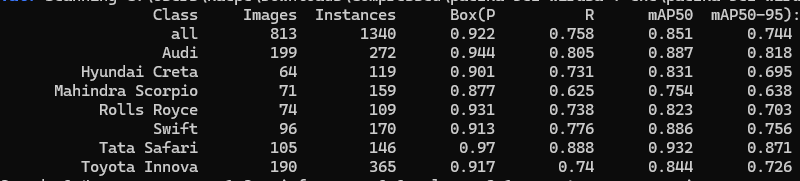 Class Images Instances Box(P R mAP50 mAP50-95):
all 813 1340 0.922 0.758 0.851 0.744
Audi 199 272 0.944 0.805 0.887 0.818
Hyundai Creta 64 119 0.901 0.731 0.831 0.695
Mahindra Scorpio 71 159 0.877 0.625 0.754 0.638
Rolls Royce 74 109 0.931 0.738 0.823 0.703
Swift 96 170 0.913 0.776 0.886 0.756
Tata Safari 105 146 0.97 0.888 0.932 0.871
Toyota Innova 190 365 0.917 0.74 0.844 0.726